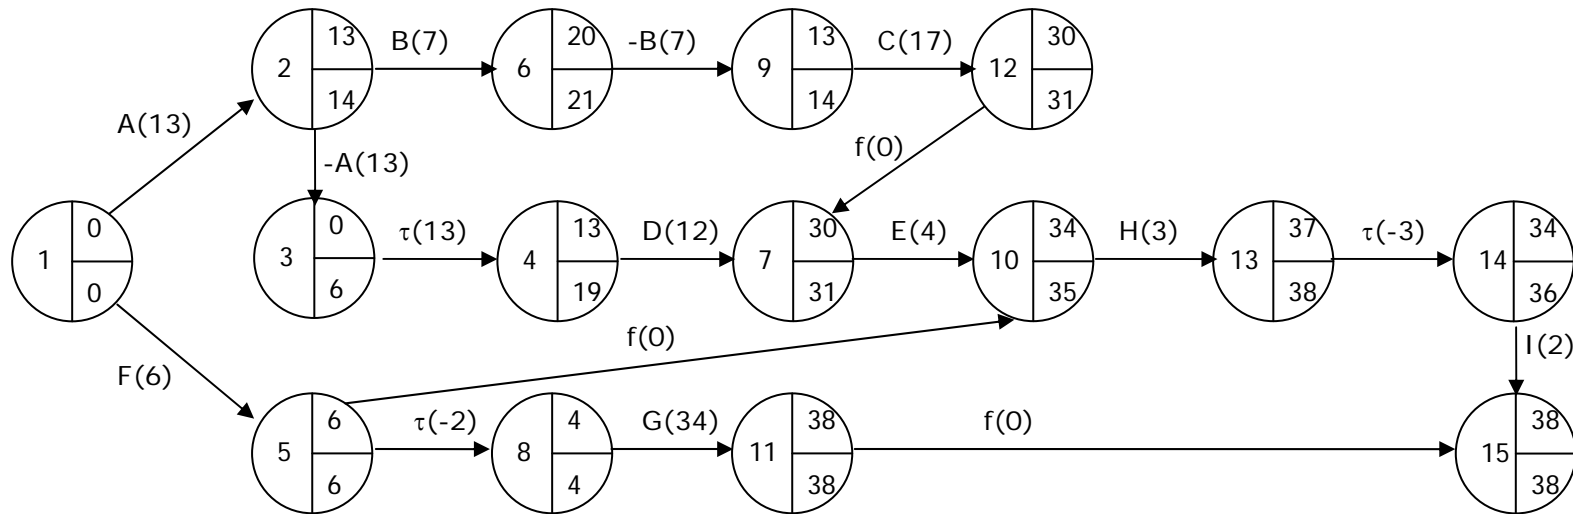 13 B(7) 20 -B(7) 13 C(17) 30
2 6 9 12
14 21 14 31
A(13)
f(0)
-A(13)
0 0 τ(13) 13 D(12) 30 E(4) 34 H(3) 37 τ(-3) 34
1 3 4 7 10 13 14
0 6 19 31 35 38 36
f(0) I(2)
F(6)
6 τ(-2) 4 G(34) 38 f(0) 38
5 8 11 15
6 4 38 38